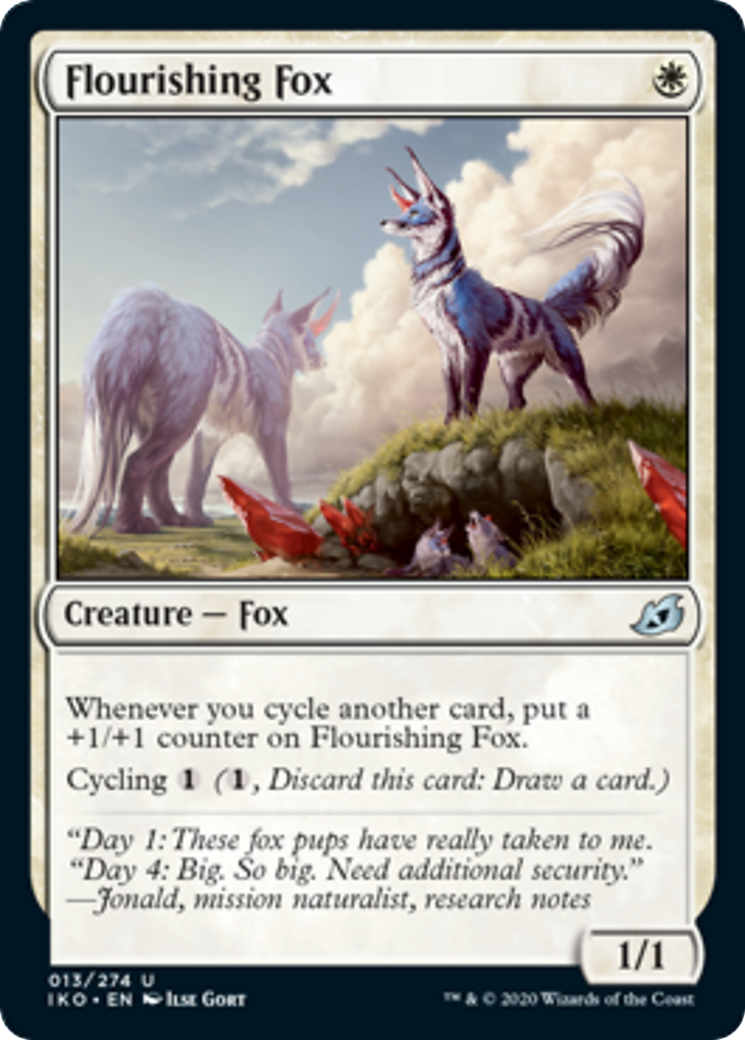 Flourishing Fox
Creature — Fox
Whenever you cycle another card, put a
+1/+1 counter on Flourishing Fox.
Cycling 1 (1, Discard this card: Draw a card.)
“Day 1: These fox pups have really taken to me.
“Day 4: Big. So big. Need additional security.”
—Jonald, mission naturalist, research notes
1/1
013/274 U
IKO • EN Ilse Gort
™ & © 2020 Wizards of the Coast